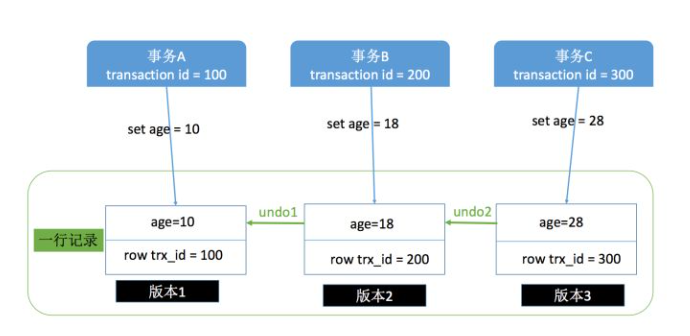 事务A
transaction id = 100
事务B
transaction id = 200
事务C
transaction id = 300
set age = 10
set age = 18
set age = 28
一行记录
age=10
row trx_id = 100
版本1
undo1
age=18
row trx_id = 200
版本2
undo2
age=28
row trx_id = 300
版本3